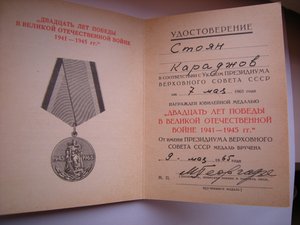 „ДВАДЦАТЬ ЛЕТ ПОБЕДЫ
В ВЕЛИКОЙ ОТЕЧЕСТВЕННОЙ ВОЙНЕ
1941—1945 гг.“
УДОСТОВЕРЕНИЕ
Стоян
Караджов
В СООТВЕТСТВИИ С УКАЗОМ ПРЕЗИДИУМА
ВЕРХОВНОГО СОВЕТА СССР
от 7 мая 1965 года
НАГРАЖДЕН ЮБИЛЕЙНОЙ МЕДАЛЬЮ
„ДВАДЦАТЬ ЛЕТ ПОБЕДЫ
В ВЕЛИКОЙ ОТЕЧЕСТВЕННОЙ
ВОЙНЕ 1941—1945 гг.“
От имени ПРЕЗИДИУМА ВЕРХОВНОГО
СОВЕТА СССР МЕДАЛЬ ВРУЧЕНА
9 мая 1965 года
М. П.